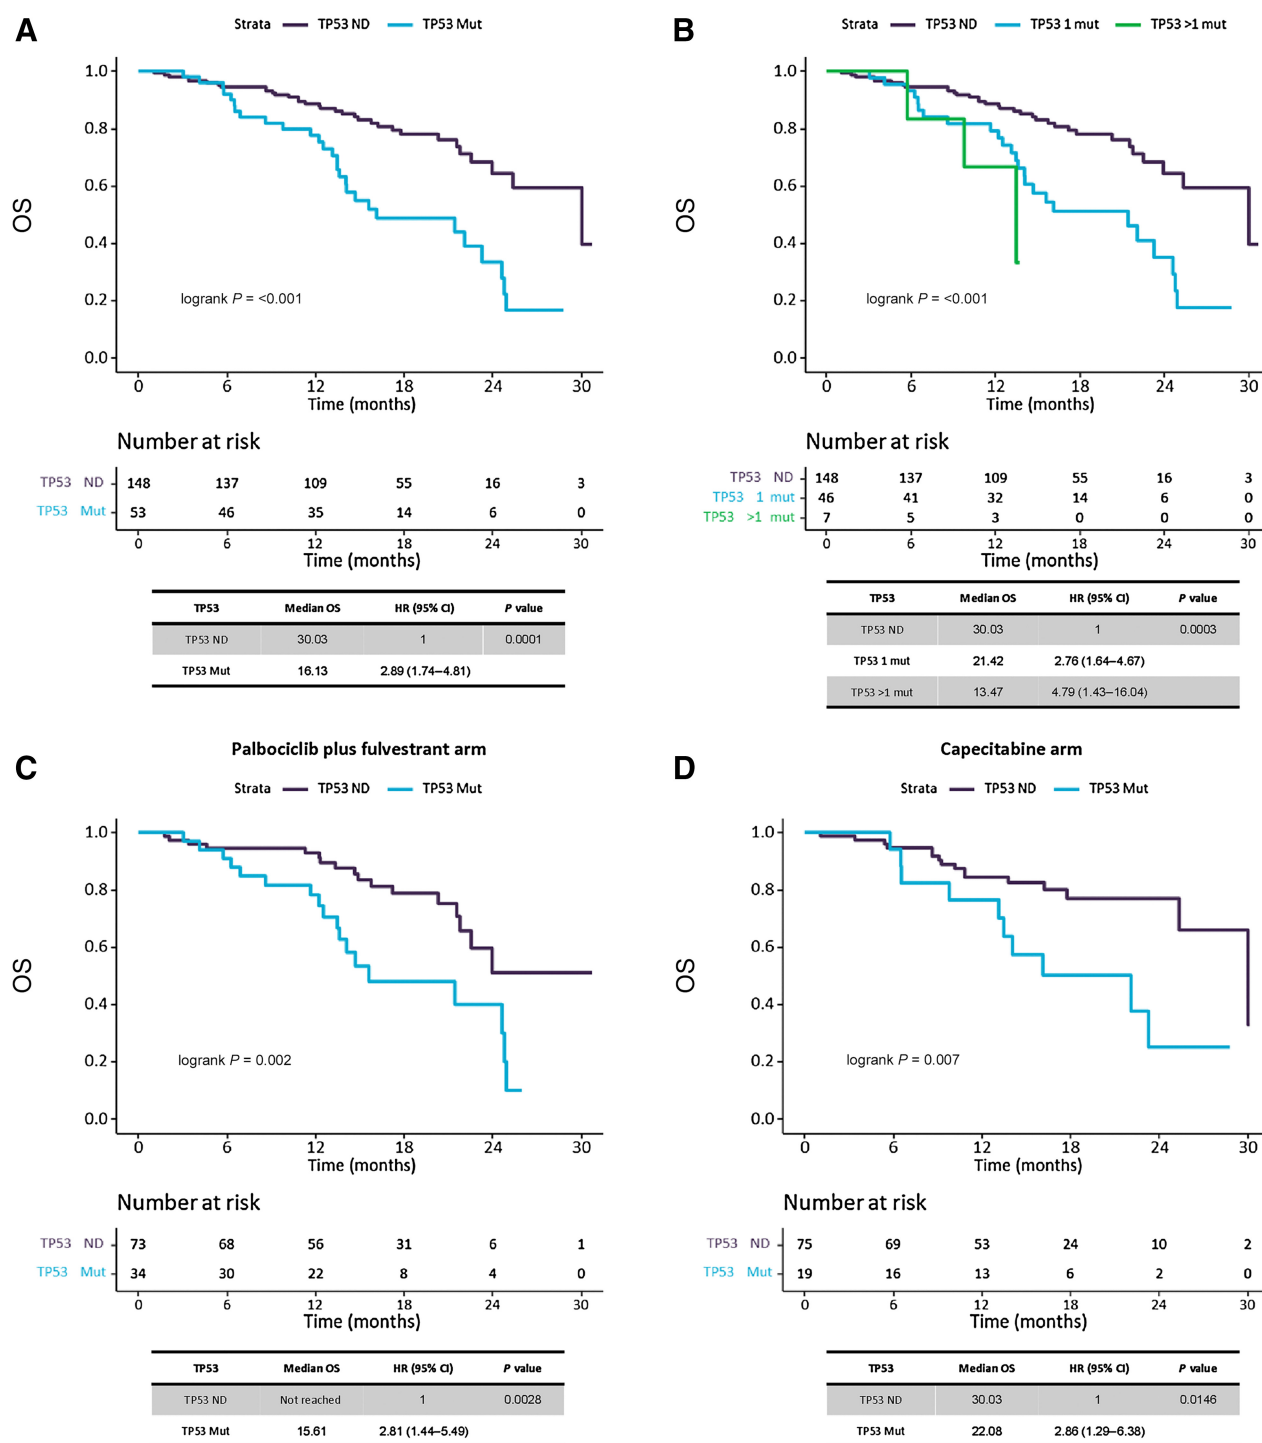 A
Strata TP53 ND TP53 Mut
1.0
0.8
0.6
0.4
0.2
0.0
OS
logrank P = <0.001
0 6 12 18 24 30
Time (months)
Number at risk
TP53 ND 148 137 109 55 16 3
TP53 Mut 53 46 35 14 6 0
0 6 12 18 24 30
Time (months)
TP53 Median OS HR (95% CI) P value
TP53 ND 30.03 1 0.0001
TP53 Mut 16.13 2.89 (1.74–4.81)
B
Strata TP53 ND TP53 1 mut TP53 >1 mut
1.0
0.8
0.6
0.4
0.2
0.0
OS
logrank P = <0.001
0 6 12 18 24 30
Time (months)
Number at risk
TP53 ND 148 137 109 55 16 3
TP53 1 mut 46 41 32 14 6 0
TP53 >1 mut 7 5 3 0 0 0
0 6 12 18 24 30
Time (months)
TP53 Median OS HR (95% CI) P value
TP53 ND 30.03 1 0.0003
TP53 1 mut 21.42 2.76 (1.64–4.67)
TP53 >1 mut 13.47 4.79 (1.43–16.04)
C
Palbociclib plus fulvestrant arm
Strata TP53 ND TP53 Mut
1.0
0.8
0.6
0.4
0.2
0.0
OS
logrank P = 0.002
0 6 12 18 24 30
Time (months)
Number at risk
TP53 ND 73 68 56 31 6 1
TP53 Mut 34 30 22 8 4 0
0 6 12 18 24 30
Time (months)
TP53 Median OS HR (95% CI) P value
TP53 ND Not reached 1 0.0028
TP53 Mut 15.61 2.81 (1.44–5.49)
D
Capecitabine arm
Strata TP53 ND TP53 Mut
1.0
0.8
0.6
0.4
0.2
0.0
OS
logrank P = 0.007
0 6 12 18 24 30
Time (months)
Number at risk
TP53 ND 75 69 53 24 10 2
TP53 Mut 19 16 13 6 2 0
0 6 12 18 24 30
Time (months)
TP53 Median OS HR (95% CI) P value
TP53 ND 30.03 1 0.0146
TP53 Mut 22.08 2.86 (1.29–6.38)